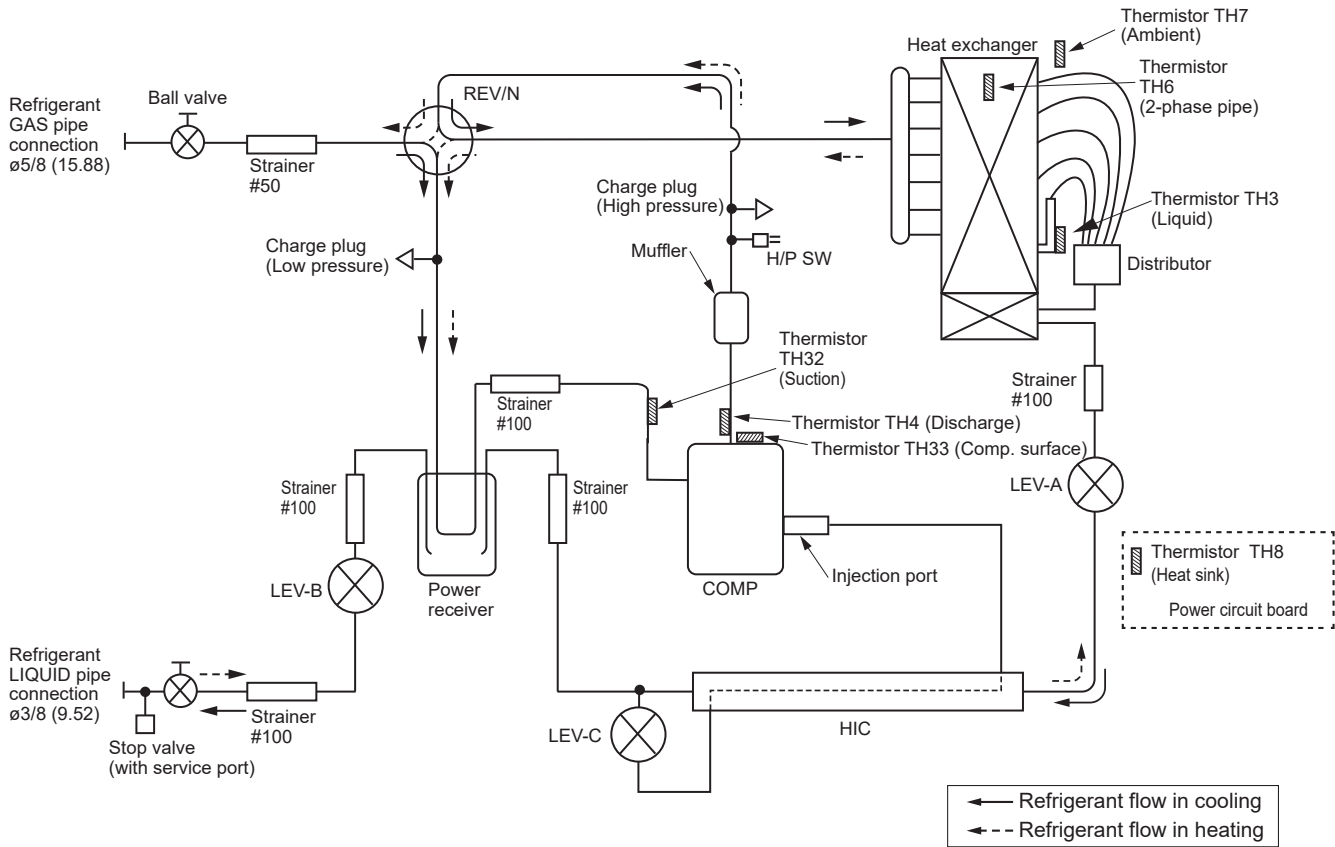 Thermistor TH7
(Ambient)
Heat exchanger
Thermistor
TH6
(2-phase pipe)
Refrigerant
GAS pipe
connection
ø5/8 (15.88)
Ball valve
Strainer
#50
REV/N
Charge plug
(High pressure)
H/P SW
Muffler
Charge plug
(Low pressure)
Thermistor TH3
(Liquid)
Distributor
Thermistor
TH32
(Suction)
Strainer
#100
Thermistor TH4 (Discharge)
Thermistor TH33 (Comp. surface)
Strainer
#100
LEV-A
Strainer
#100
Strainer
#100
LEV-B
Power
receiver
COMP
Injection port
Thermistor TH8
(Heat sink)
Power circuit board
Refrigerant
LIQUID pipe
connection
ø3/8 (9.52)
Strainer
#100
Stop valve
(with service port)
LEV-C
HIC
Refrigerant flow in cooling
Refrigerant flow in heating